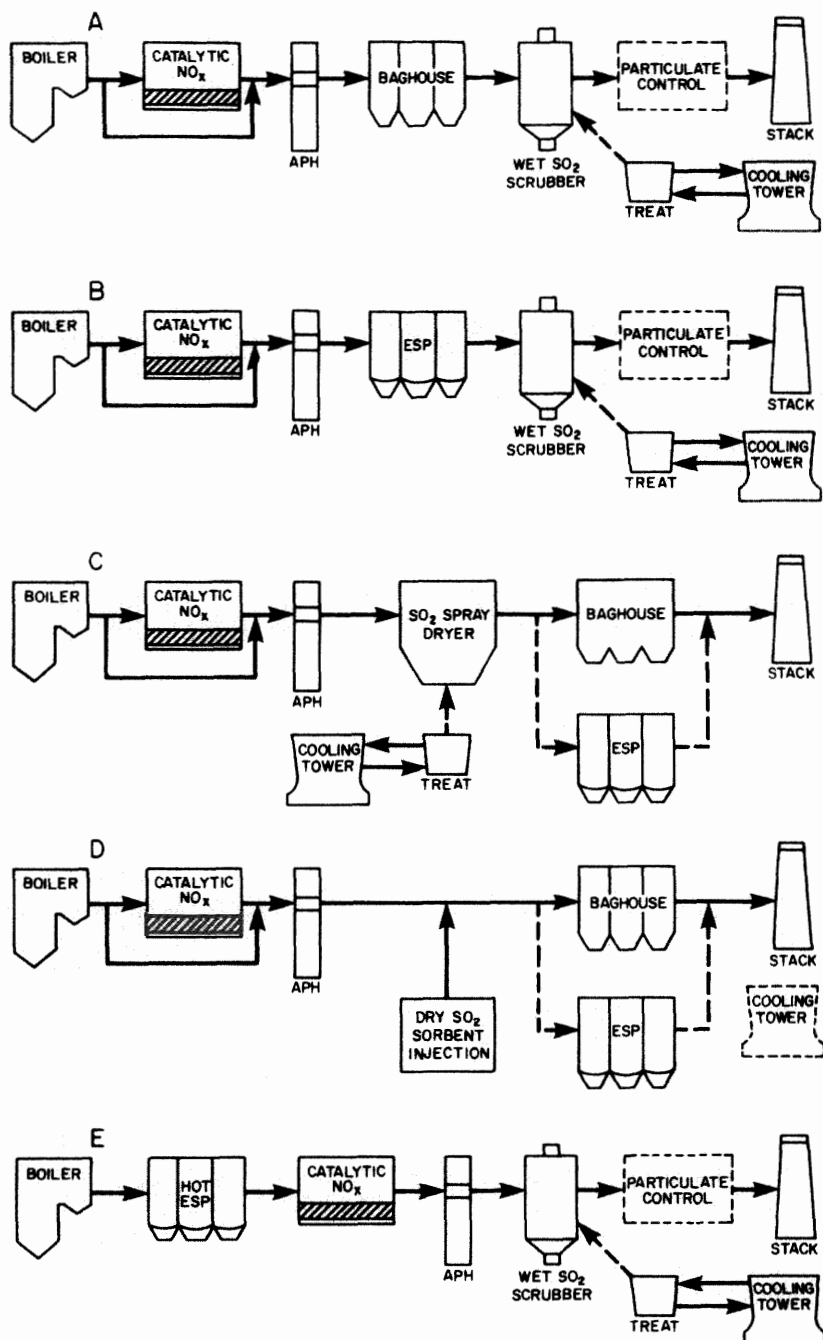 A
BOILER
CATALYTIC
NOx
APH
BAGHOUSE
WET SO2
SCRUBBER
PARTICULATE
CONTROL
STACK
TREAT
COOLING
TOWER
B
BOILER
CATALYTIC
NOx
APH
ESP
WET SO2
SCRUBBER
PARTICULATE
CONTROL
STACK
TREAT
COOLING
TOWER
C
BOILER
CATALYTIC
NOx
APH
SO2 SPRAY
DRYER
BAGHOUSE
STACK
COOLING
TOWER
TREAT
ESP
D
BOILER
CATALYTIC
NOx
APH
DRY SO2
SORBENT
INJECTION
BAGHOUSE
ESP
STACK
COOLING
TOWER
E
BOILER
HOT
ESP
CATALYTIC
NOx
APH
WET SO2
SCRUBBER
PARTICULATE
CONTROL
STACK
TREAT
COOLING
TOWER